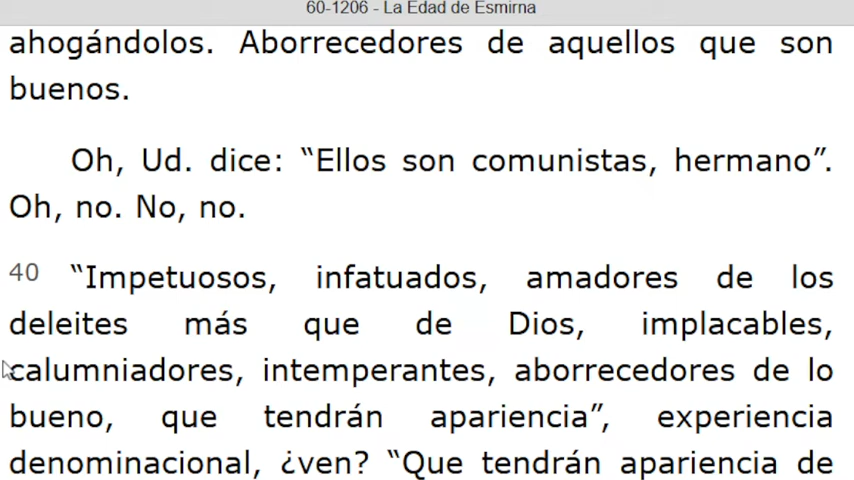 60-1206 - La Edad de Esmirna
ahogándolos. Aborrecedores de aquellos que son
buenos.
Oh, Ud. dice: “Ellos son comunistas, hermano”.
Oh, no. No, no.
40 “Impetuosos, infatuados, amadores de los
deleites más que de Dios, implacables,
calumniadores, intemperantes, aborrecedores de lo
bueno, que tendrán apariencia”, experiencia
denominacional, ¿ven? “Que tendrán apariencia de